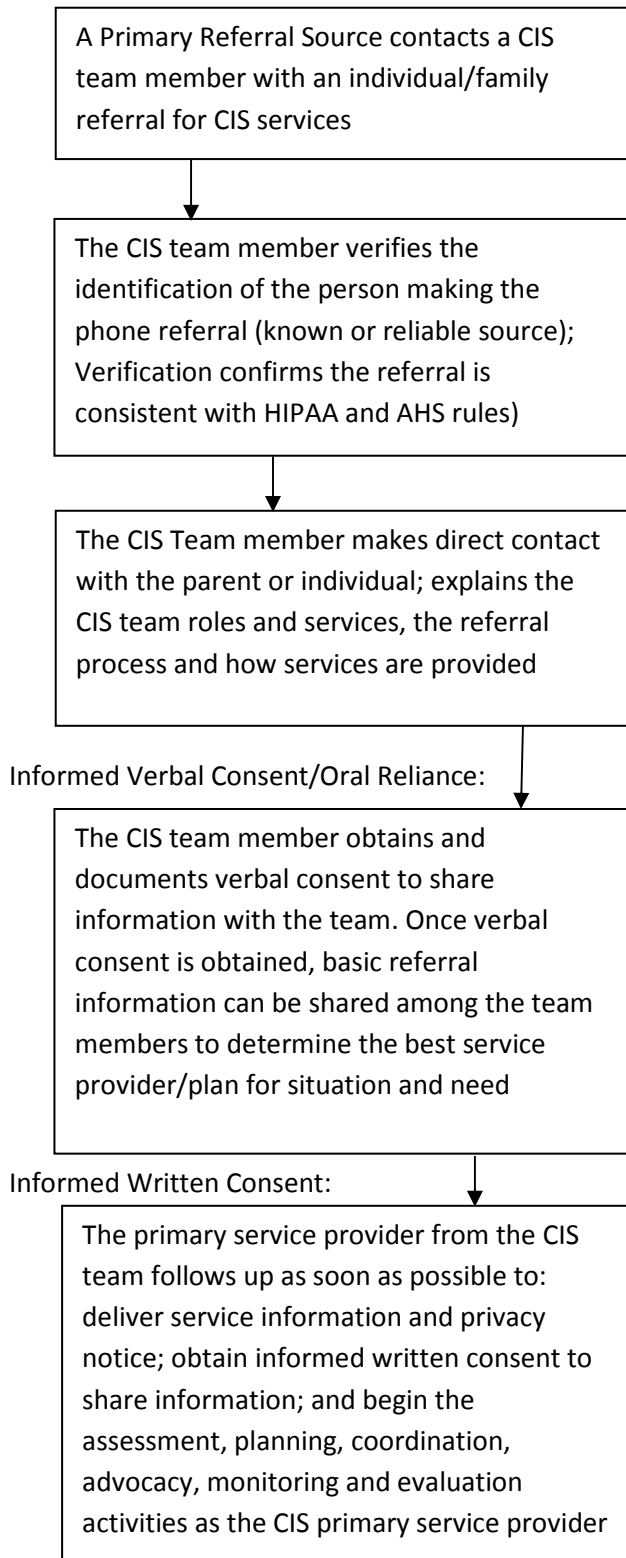 A Primary Referral Source contacts a CIS
team member with an individual/family
referral for CIS services
The CIS team member verifies the
identification of the person making the
phone referral (known or reliable source);
Verification confirms the referral is
consistent with HIPAA and AHS rules)
The CIS Team member makes direct contact
with the parent or individual; explains the
CIS team roles and services, the referral
process and how services are provided
Informed Verbal Consent/Oral Reliance:
The CIS team member obtains and
documents verbal consent to share
information with the team. Once verbal
consent is obtained, basic referral
information can be shared among the team
members to determine the best service
provider/plan for situation and need
Informed Written Consent:
The primary service provider from the CIS
team follows up as soon as possible to:
deliver service information and privacy
notice; obtain informed written consent to
share information; and begin the
assessment, planning, coordination,
advocacy, monitoring and evaluation
activities as the CIS primary service provider